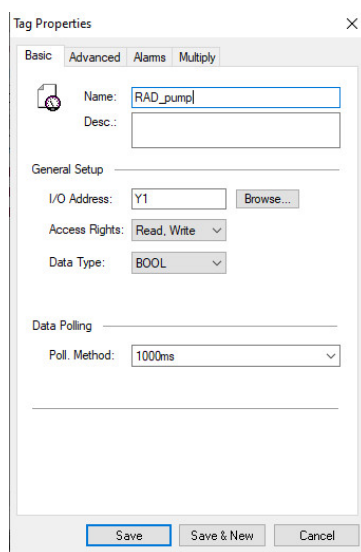 Tag Properties
Basic Advanced Alarms Multiply
Name: RAD_pump
Desc.:
General Setup
I/O Address: Y1 Browse...
Access Rights: Read, Write
Data Type: BOOL
Data Polling
Poll. Method: 1000ms
Save Save & New Cancel